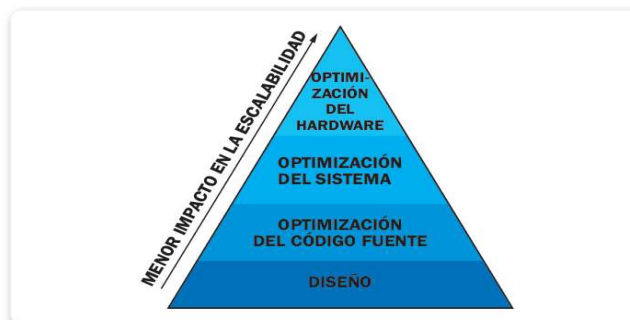 MENOR IMPACTO EN LA ESCALABILIDAD
OPTIMI-
ZACIÓN
DEL
HARDWARE
OPTIMIZACIÓN
DEL SISTEMA
OPTIMIZACIÓN
DEL CÓDIGO FUENTE
DISEÑO